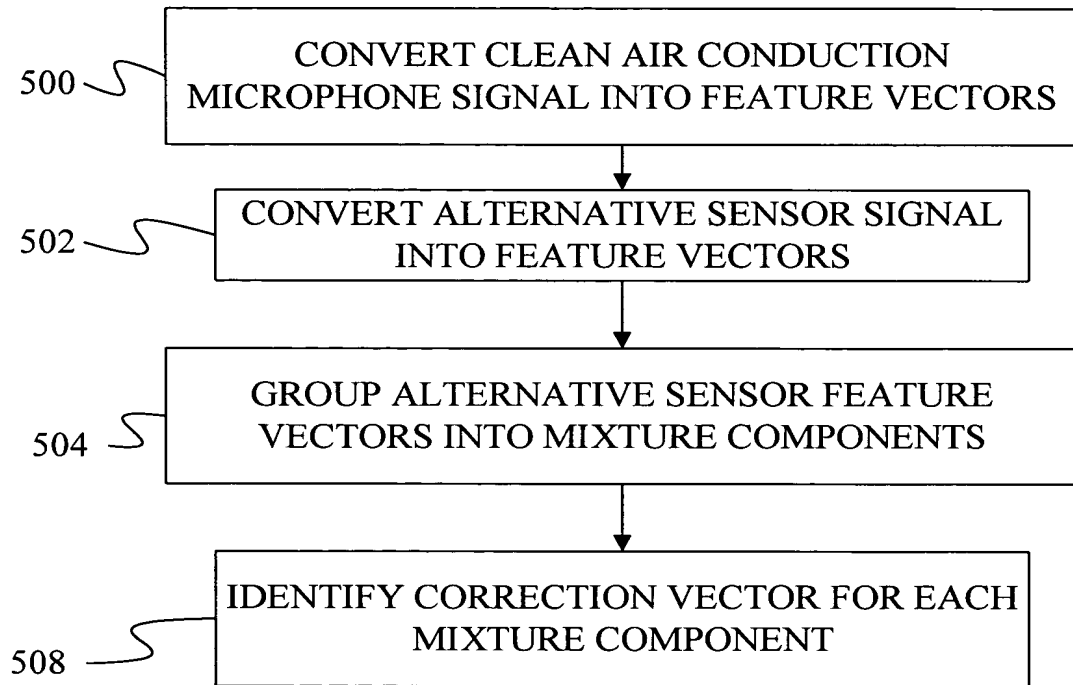 500
CONVERT CLEAN AIR CONDUCTION
MICROPHONE SIGNAL INTO FEATURE VECTORS
502
CONVERT ALTERNATIVE SENSOR SIGNAL
INTO FEATURE VECTORS
504
GROUP ALTERNATIVE SENSOR FEATURE
VECTORS INTO MIXTURE COMPONENTS
508
IDENTIFY CORRECTION VECTOR FOR EACH
MIXTURE COMPONENT